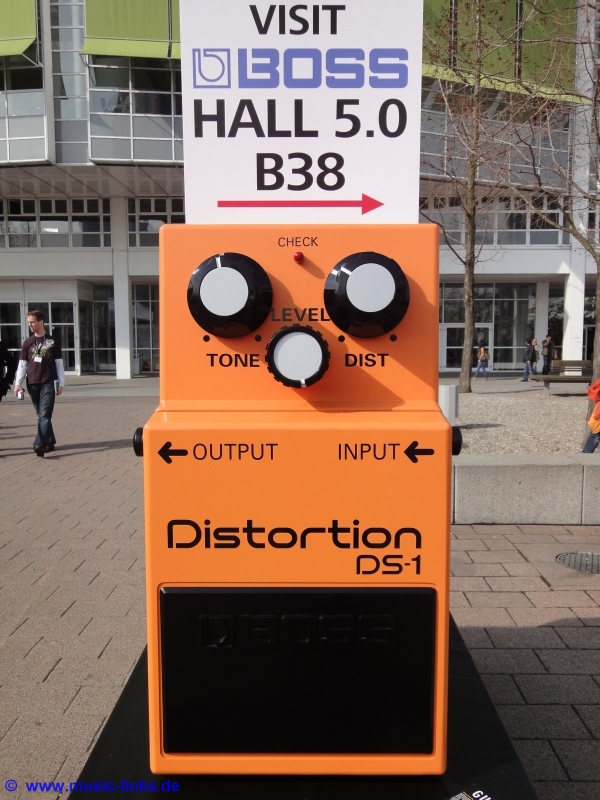 VISIT
BOSS
HALL 5.0
B38
CHECK
LEVEL
TONE DIST
OUTPUT INPUT
Distortion
DS-1
BOSS
© www.music-links.de